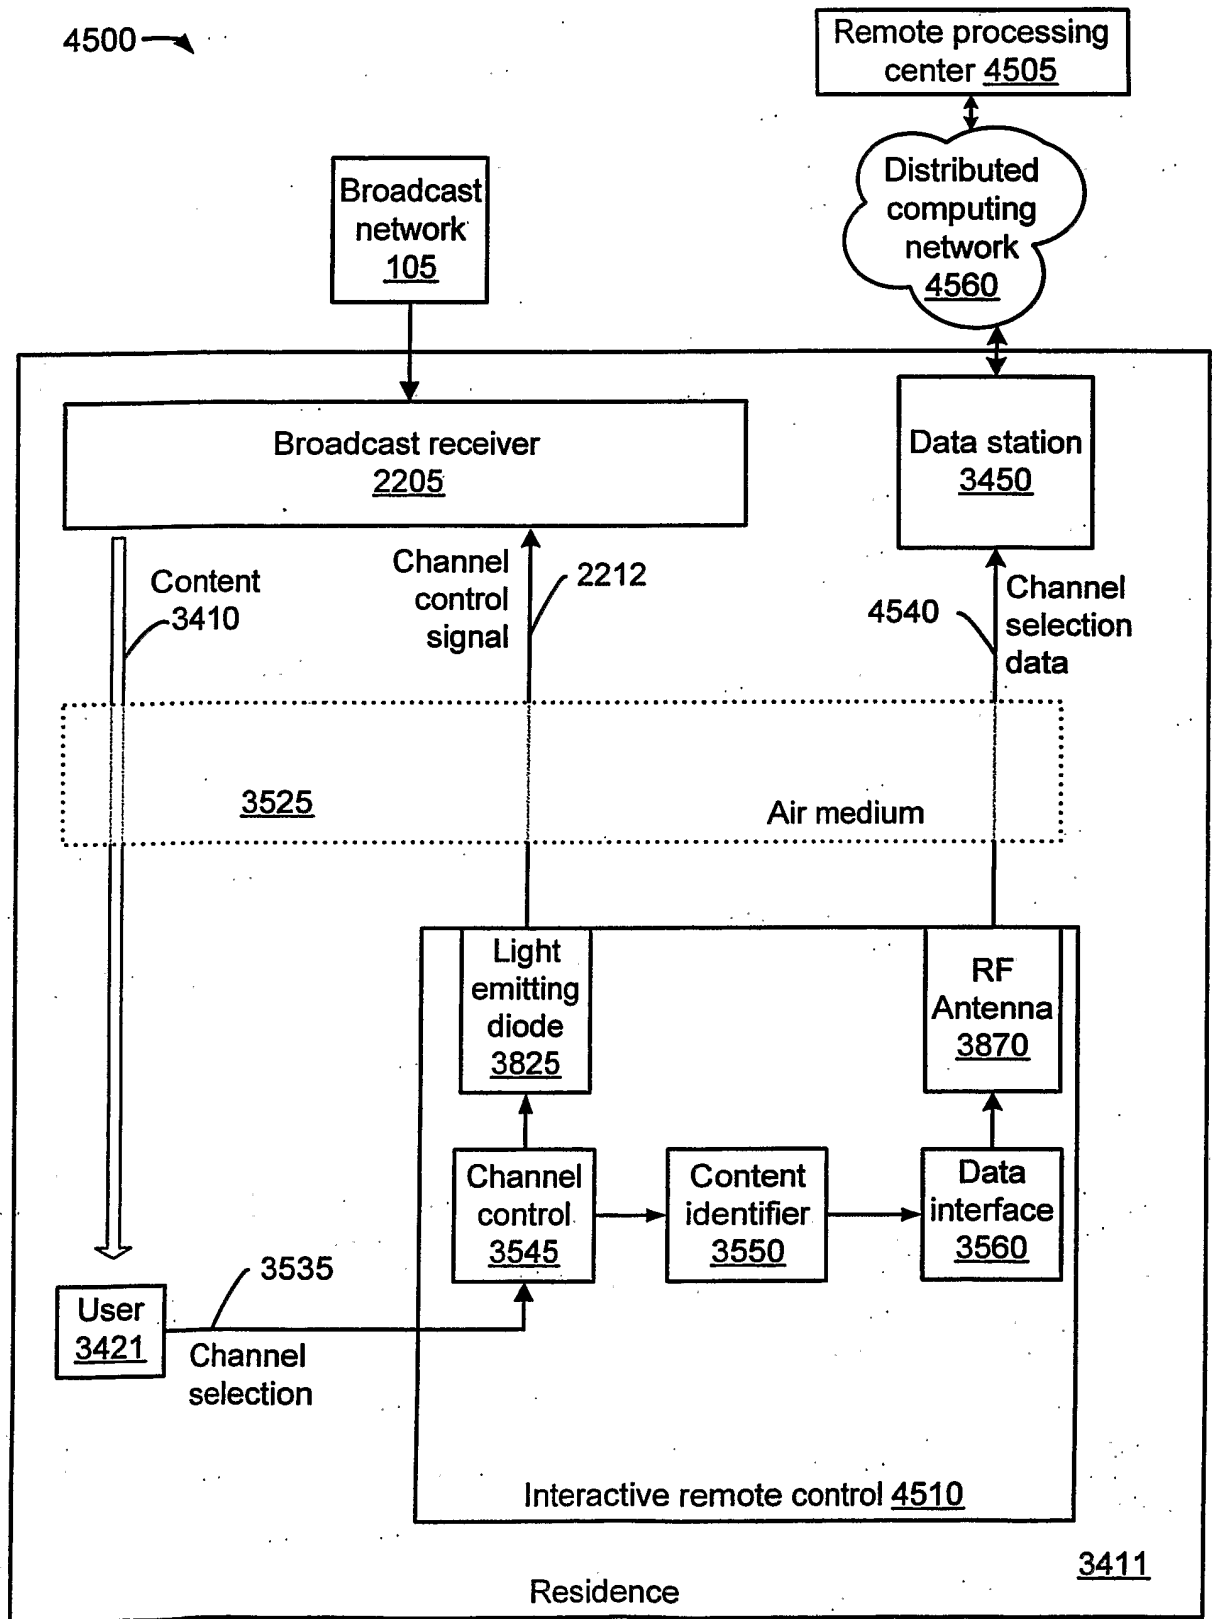 4500
Remote processing
center 4505
Distributed
computing
network
4560
Broadcast
network
105
Broadcast receiver
2205
Data station
3450
Content
3410
Channel
control
signal
2212
4540
Channel
selection
data
3525
Air medium
Light
emitting
diode
3825
RF
Antenna
3870
Channel
control
3545
Content
identifier
3550
Data
interface
3560
User
3421
3535
Channel
selection
Interactive remote control 4510
3411
Residence